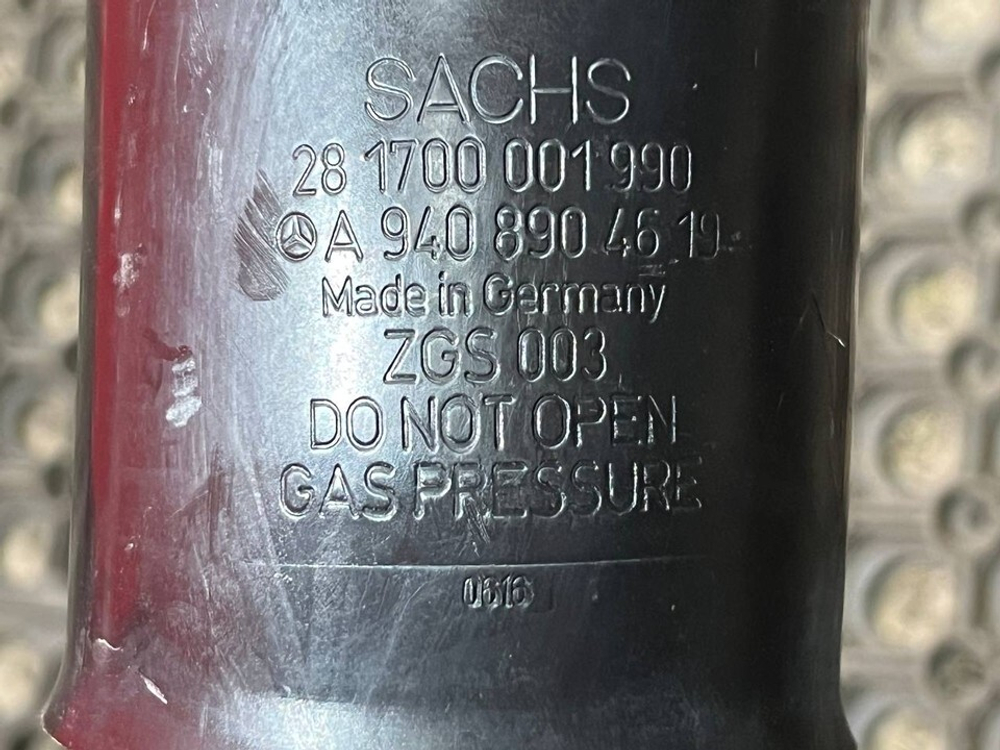 SACHS
28 1700 001 990
A 940 890 46 19
Made in Germany
ZGS 003
DO NOT OPEN
GAS PRESSURE